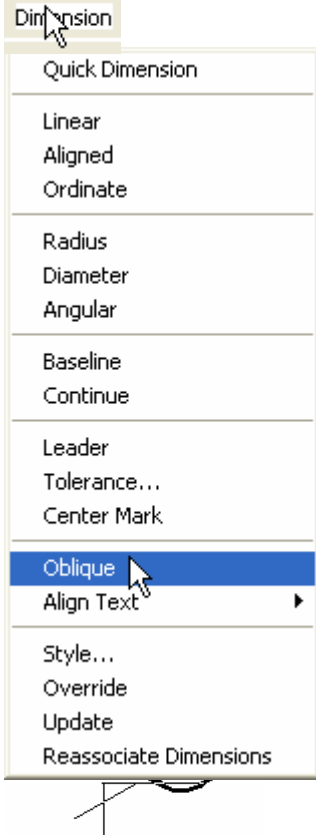 Dimension
Quick Dimension
Linear
Aligned
Ordinate
Radius
Diameter
Angular
Baseline
Continue
Leader
Tolerance...
Center Mark
Oblique
Align Text
Style...
Override
Update
Reassociate Dimensions